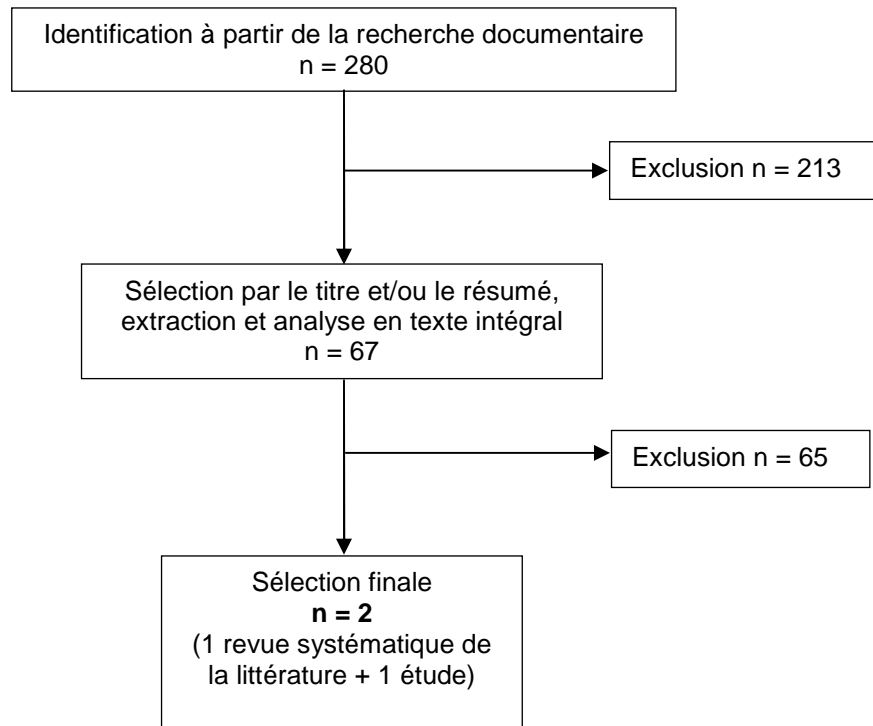 Identification à partir de la recherche documentaire
n = 280
Exclusion n = 213
Sélection par le titre et/ou le résumé,
extraction et analyse en texte intégral
n = 67
Exclusion n = 65
Sélection finale
n = 2
(1 revue systématique de
la littérature + 1 étude)